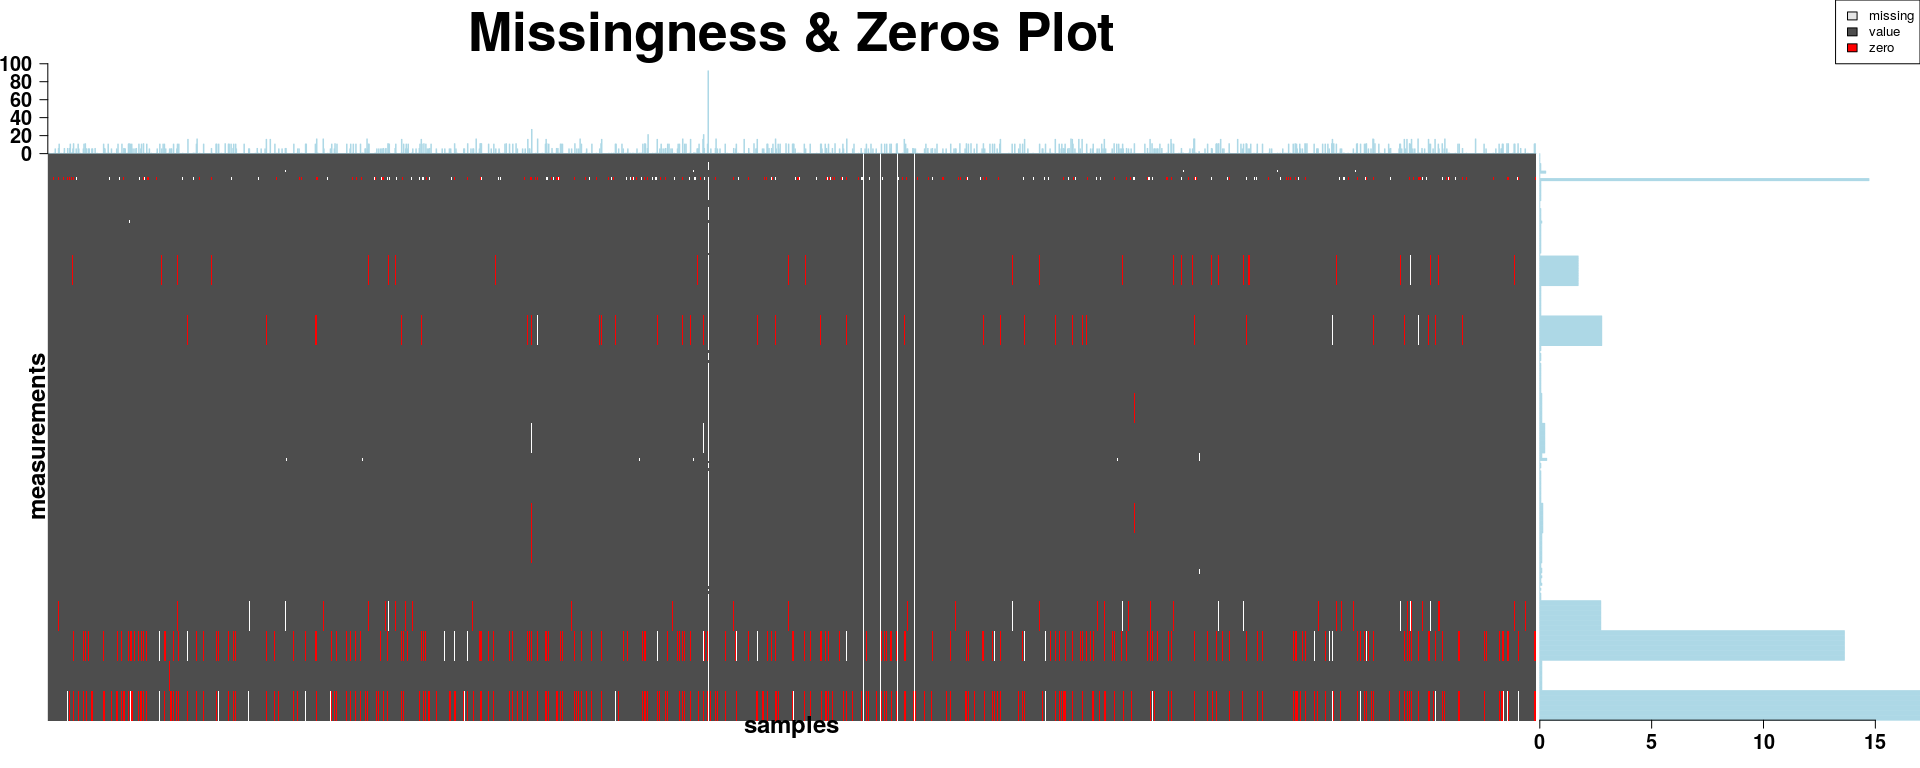 Missingness & Zeros Plot
missing
value
zero
100
80
60
40
20
0
measurements
samples
0 5 10 15